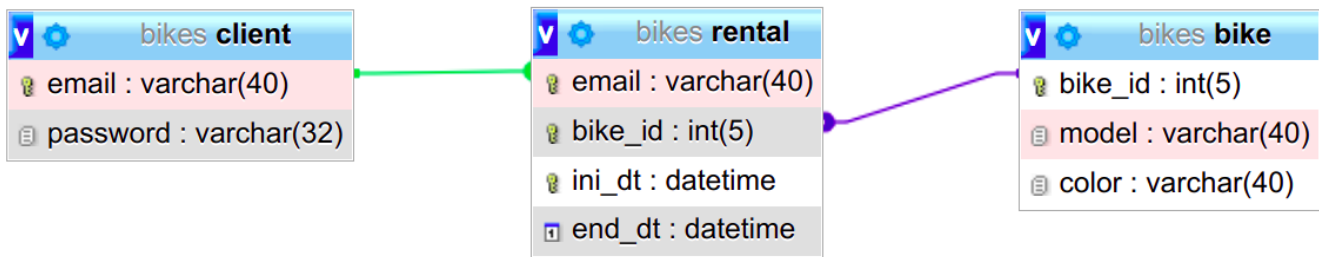 v bikes client
email : varchar(40)
password : varchar(32)
v bikes rental
email : varchar(40)
bike_id : int(5)
ini_dt : datetime
1 end_dt : datetime
v bikes bike
bike_id : int(5)
model : varchar(40)
color : varchar(40)